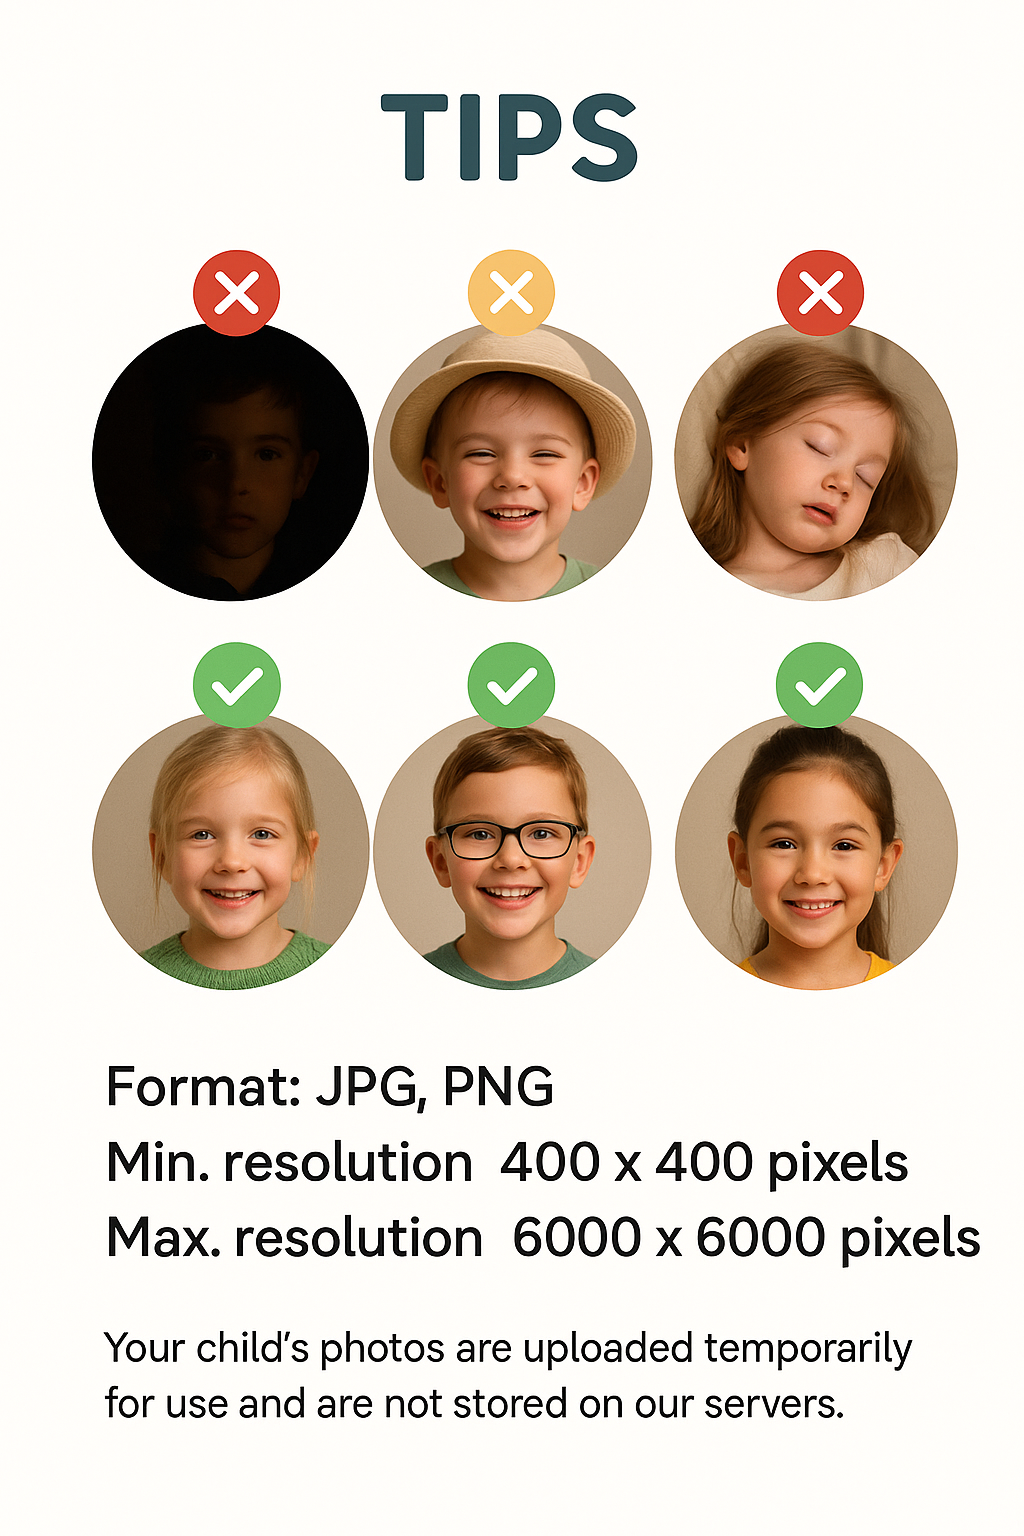 TIPS
Format: JPG, PNG
Min. resolution 400 x 400 pixels
Max. resolution 6000 x 6000 pixels
Your child’s photos are uploaded temporarily
for use and are not stored on our servers.